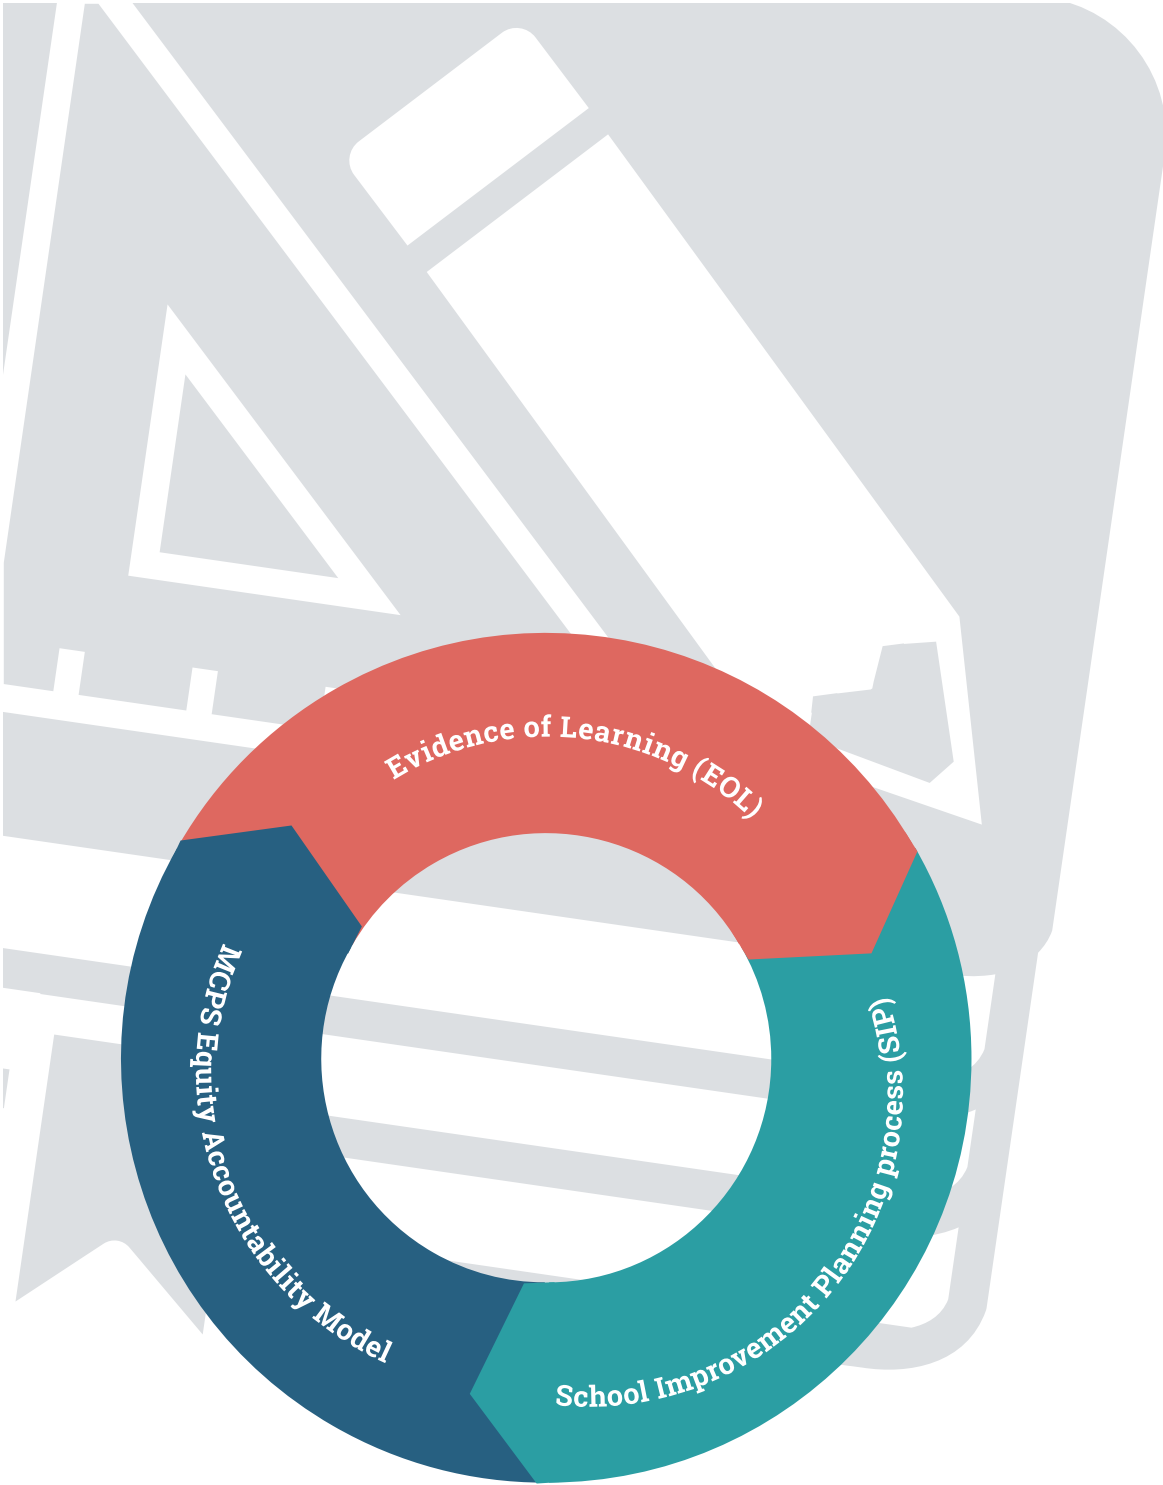 Evidence of Learning (EOL)
School Improvement Planning process (SIP)
MCPS Equity Accountability Model